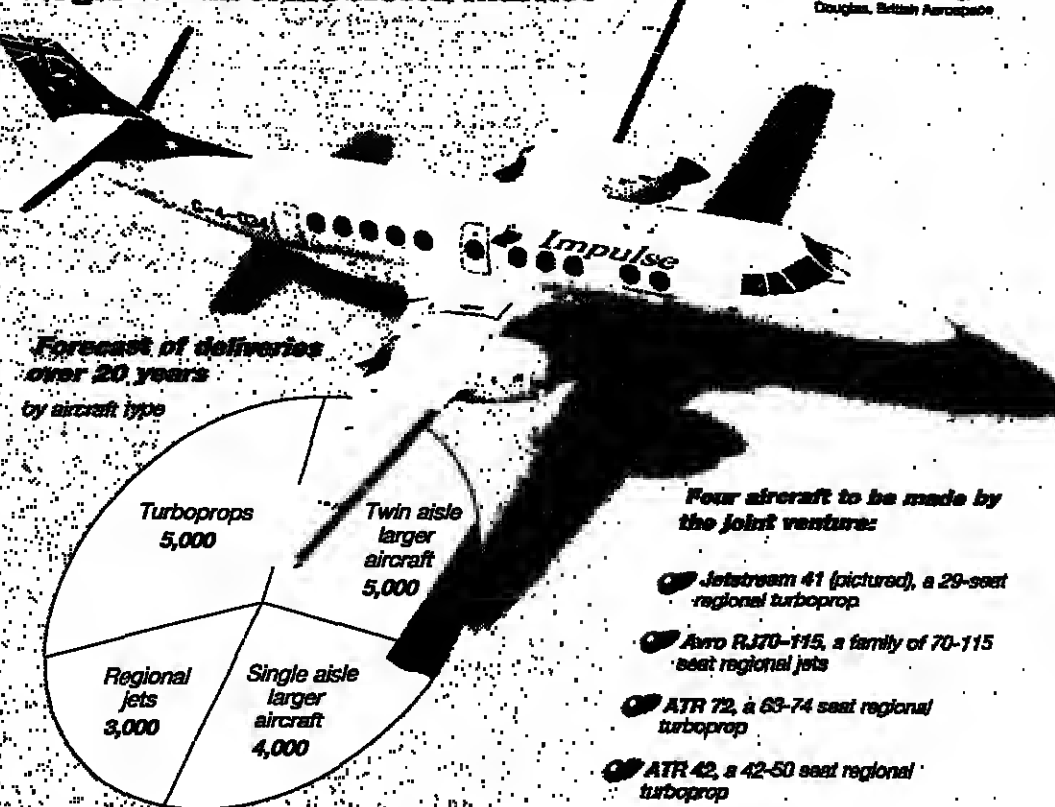 Douglas, British Aerospace
Impulse
Forecast of deliveries
over 20 years
by aircraft type
Turboprops
5,000
Twin aisle
larger
aircraft
5,000
Regional
jets
3,000
Single aisle
larger
aircraft
4,000
Four aircraft to be made by
the joint venture:
Jetstream 41 (pictured), a 29-seat
regional turboprop
Avro RJ70-115, a family of 70-115
seat regional jets
ATR 72, a 63-74 seat regional
turboprop
ATR 42, a 42-50 seat regional
turboprop